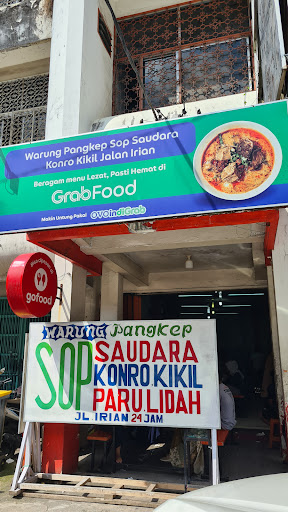 Warung Pangkep Sop Saudara
Konro Kikil Jalan Irian
Beragam menu Lezat, Pasti Hemat di
GrabFood
Makin Untung Pakai OVO indi Grab
gofood
WARUNG Pangkep
SOP SAUDARA
KONRO.KIKIL
PARU.LIDAH
JL.IRIAN 24 JAM